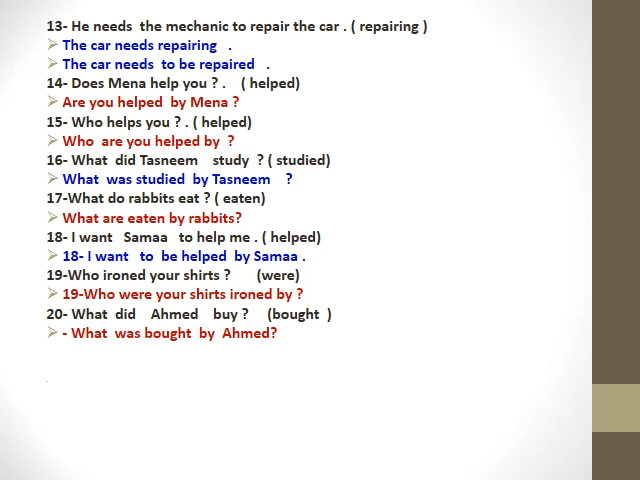 13- He needs the mechanic to repair the car . ( repairing )
The car needs repairing .
The car needs to be repaired .
14- Does Mena help you ? . ( helped)
Are you helped by Mena ?
15- Who helps you ? . ( helped)
Who are you helped by ?
16- What did Tasneem study ? ( studied)
What was studied by Tasneem ?
17-What do rabbits eat ? ( eaten)
What are eaten by rabbits?
18- I want Samaa to help me . ( helped)
18- I want to be helped by Samaa .
19-Who ironed your shirts ? (were)
19-Who were your shirts ironed by ?
20- What did Ahmed buy ? (bought )
- What was bought by Ahmed?